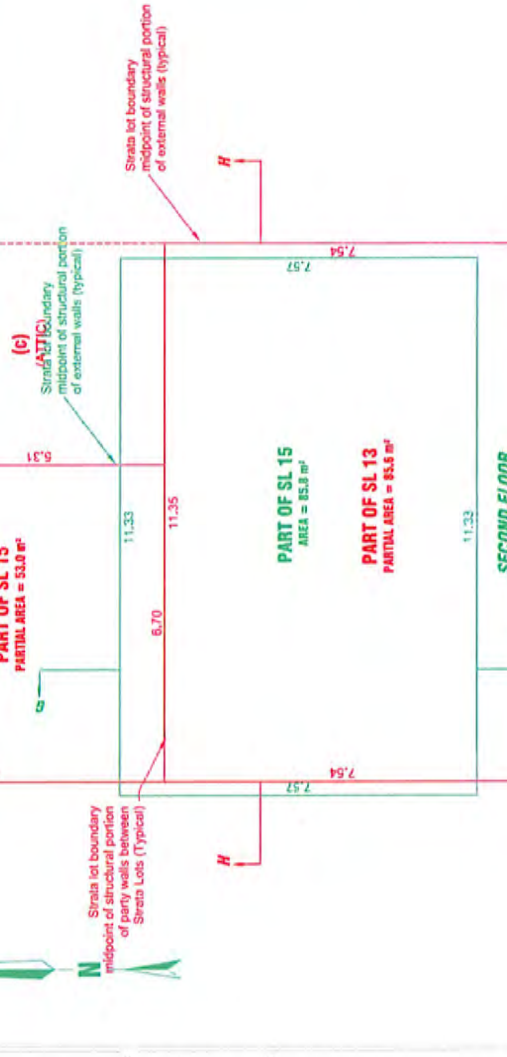 Strata lot boundary
midpoint of structural portion
of external walls (typical)
H
(c)
(ATTIC)
Strata lot boundary
midpoint of structural portion
of external walls (typical)
5.31
PART OF SL 15
PARTIAL AREA = 53.0 m²
G
11.33
11.35
6.70
7.54
7.57
PART OF SL 15
AREA = 85.8 m²
PART OF SL 13
PARTIAL AREA = 85.6 m²
11.33
SECOND FLOOR
7.54
7.57
Strata lot boundary
midpoint of structural portion
of party walls between
Strata Lots (Typical)
H
N